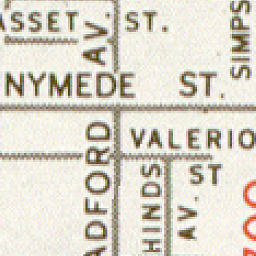 ASSET ST.
AV.
SIMPS
NYMEDE ST.
ADFORD
VALERIO
ST
HINDS
AV.